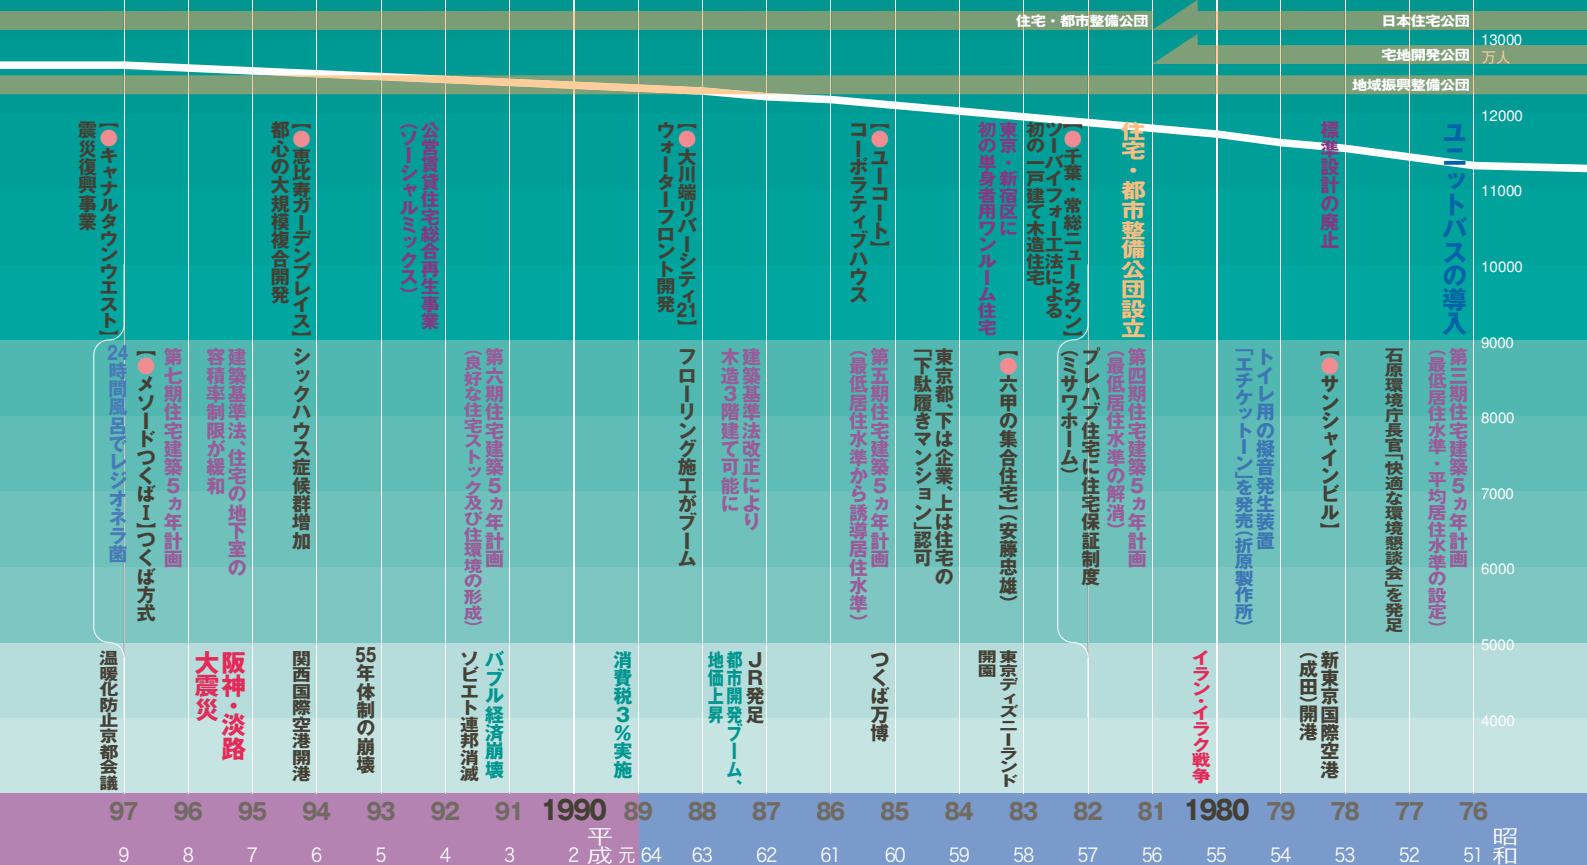 住宅・都市整備公団
日本住宅公団
宅地開発公団
地域振興整備公団
13000
万人
12000
11000
10000
9000
8000
7000
6000
5000
4000
ユニットバスの導入
標準設計の廃止
住宅・都市整備公団設立
【●千葉・常総ニュータウン】
ツーバイフォー工法による
初の一戸建て木造住宅
東京・新宿区に
初の単身者用ワンルーム住宅
【●ユーコート】
コーポラティブハウス
【●大川端リバーシティ21】
ウォーターフロント開発
公営賃貸住宅総合再生事業
（ソーシャルミックス）
【●恵比寿ガーデンプレイス】
都心の大規模複合開発
【●キャナルタウンウエスト】
震災復興事業
第三期住宅建築5ヵ年計画
（最低居住水準・平均居住水準の設定）
石原環境庁長官「快適な環境懇談会」を発足
【●サンシャインビル】
トイレ用の擬音発生装置
「エチケットーン」を発売（折原製作所）
第四期住宅建築5ヵ年計画
（最低居住水準の解消）
プレハブ住宅に住宅保証制度
（ミサワホーム）
【●六甲の集合住宅】（安藤忠雄）
東京都、下は企業、上は住宅の
「下駄履きマンション」認可
第五期住宅建築5ヵ年計画
（最低居住水準から誘導居住水準）
建築基準法改正により
木造3階建て可能に
フローリング施工がブーム
第六期住宅建築5ヵ年計画
（良好な住宅ストック及び住環境の形成）
シックハウス症候群増加
建築基準法、住宅の地下室の
容積率制限が緩和
第七期住宅建築5ヵ年計画
【●メソードつくばI】つくば方式
24時間風呂でレジオネラ菌
新東京国際空港
（成田）開港
イラン・イラク戦争
東京ディズニーランド
開園
つくば万博
JR発足
都市開発ブーム、
地価上昇
消費税3%実施
バブル経済崩壊
ソビエト連邦消滅
55年体制の崩壊
関西国際空港開港
阪神・淡路
大震災
温暖化防止京都会議
97 96 95 94 93 92 91 1990 89 88 87 86 85 84 83 82 81 1980 79 78 77 76
平成
昭和
9 8 7 6 5 4 3 2 元 64 63 62 61 60 59 58 57 56 55 54 53 52 51